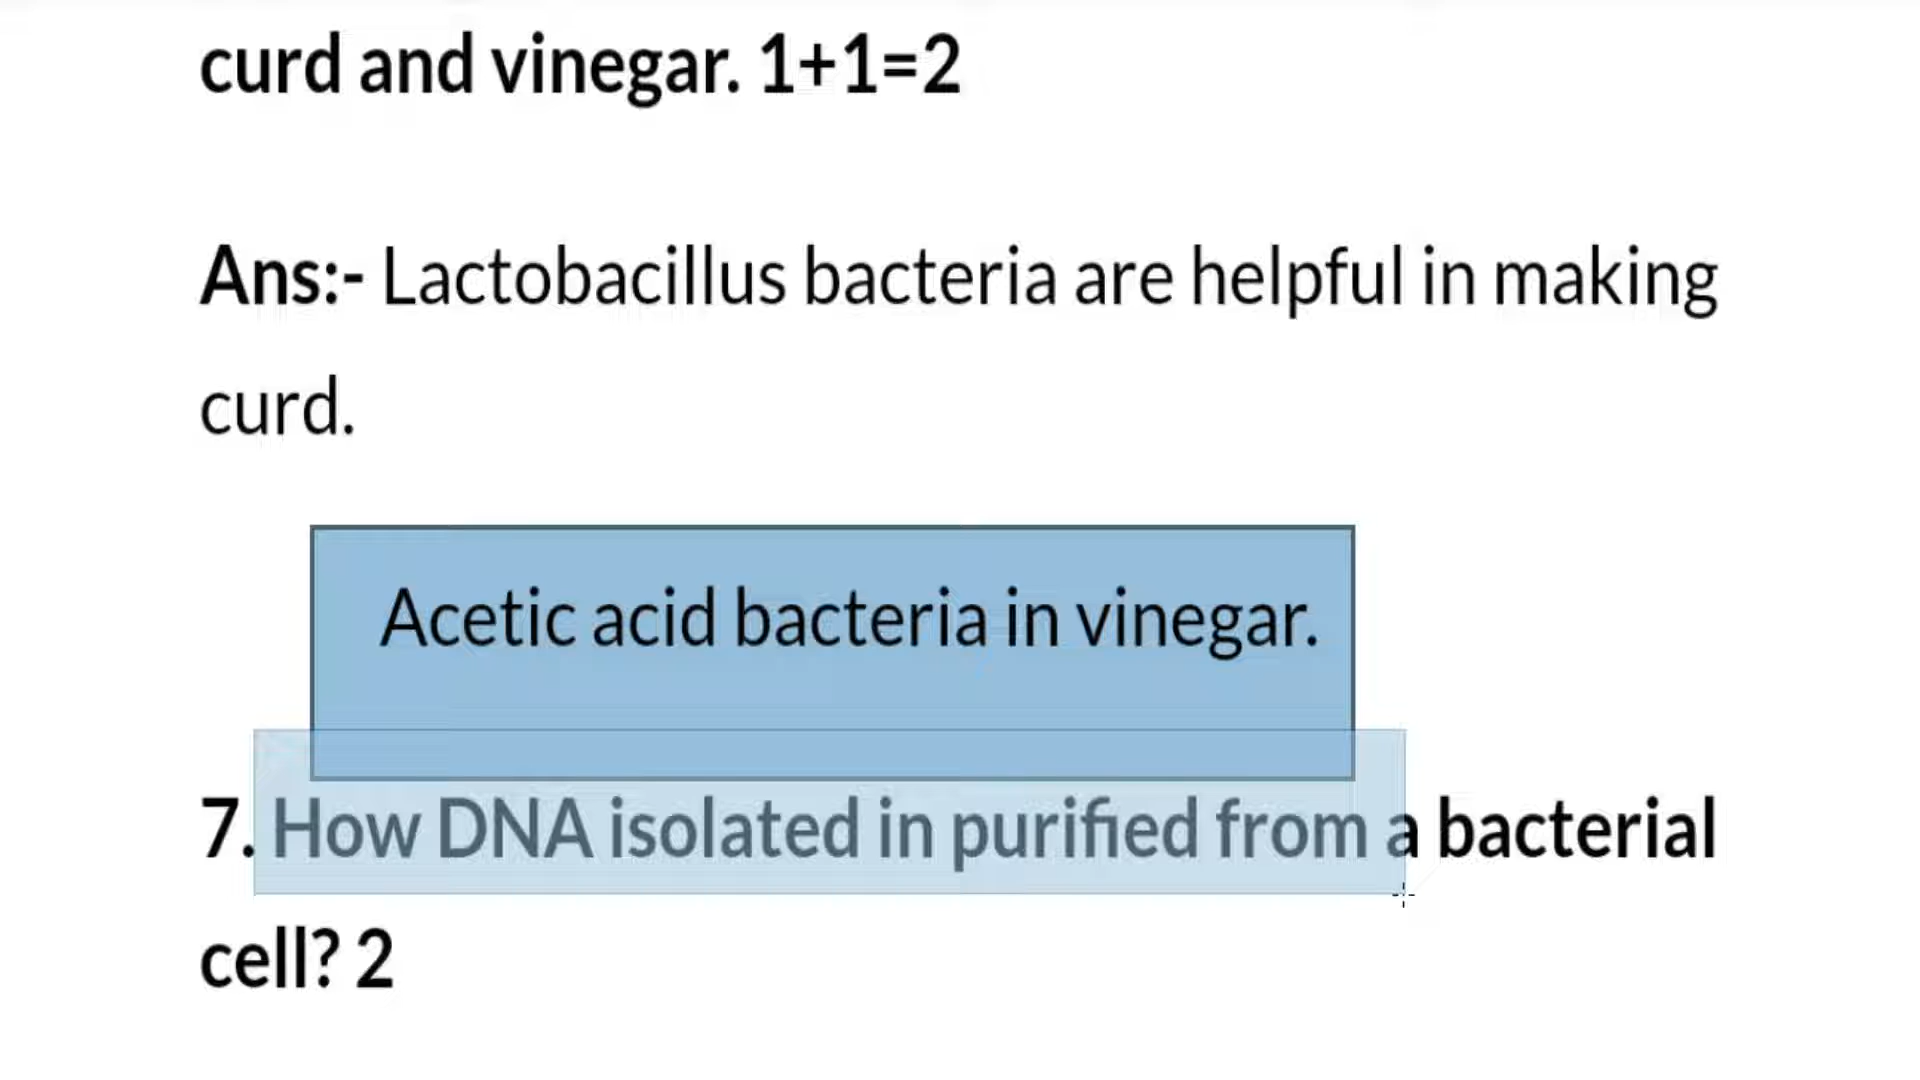 curd and vinegar. 1+1=2
Ans:- Lactobacillus bacteria are helpful in making
curd.
Acetic acid bacteria in vinegar.
7. How DNA isolated in purified from a bacterial
cell? 2